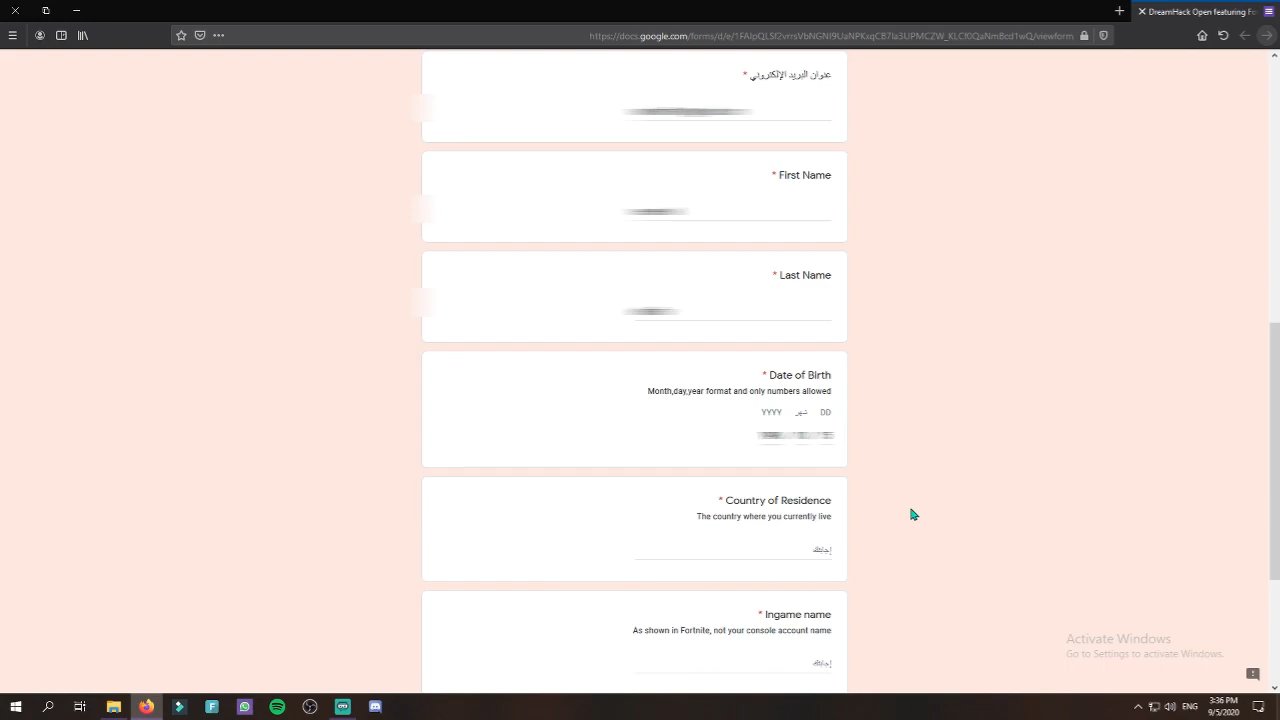 DreamHack Open featuring For
https://docs.google.com/forms/d/e/1FAIpQLSf2vrrsVbNGNI9UaNPKxqCB7Ia3UPMCZW_KLCf0QaNmBcd1wQ/viewform
عنوان البريد الإلكتروني *
* First Name
* Last Name
* Date of Birth
Month,day,year format and only numbers allowed
YYYY شهر DD
* Country of Residence
The country where you currently live
إجابتك
* Ingame name
As shown in Fortnite, not your console account name
إجابتك
Activate Windows
Go to Settings to activate Windows.
ENG
3:36 PM
9/5/2020